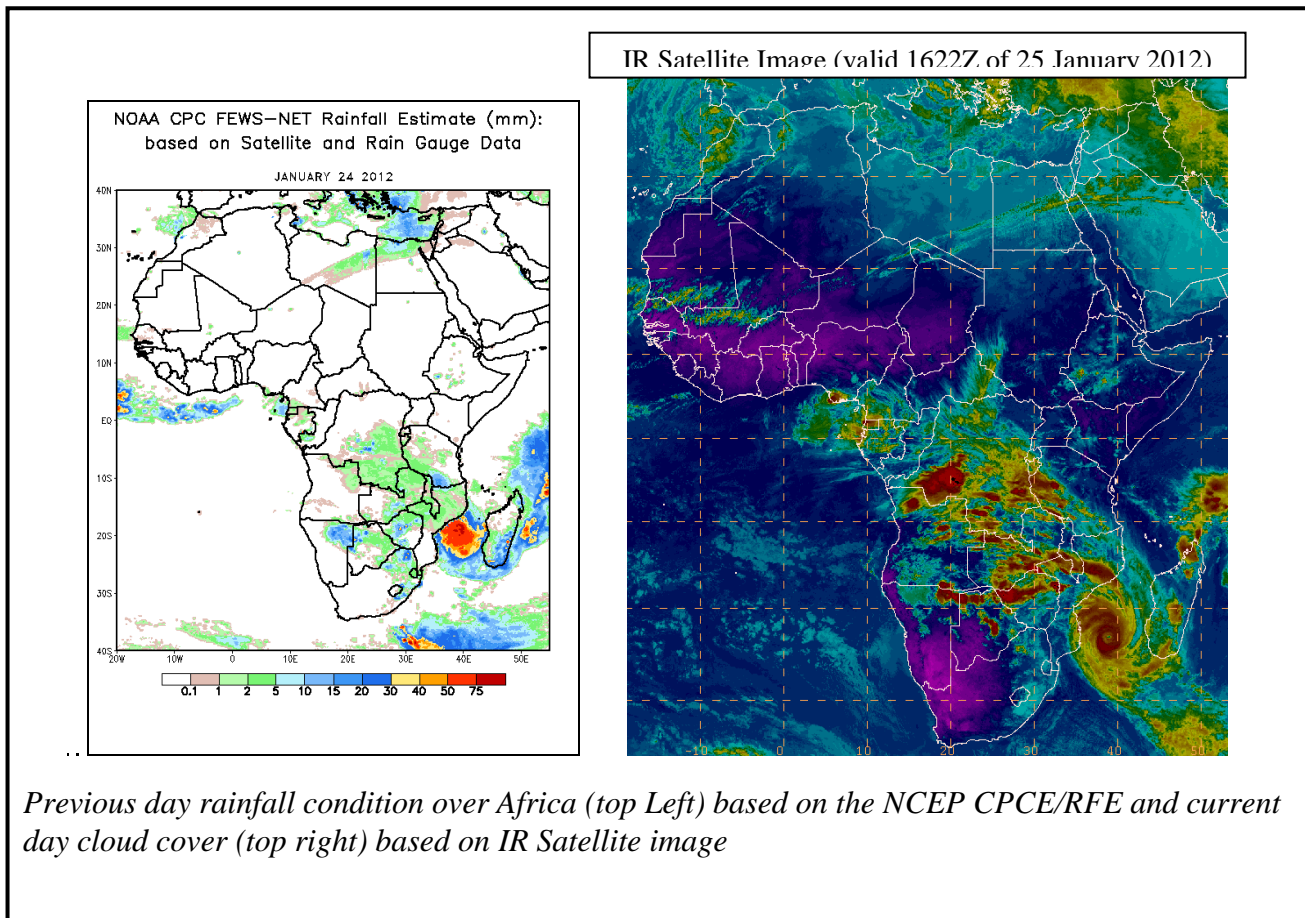 IR Satellite Image (valid 1622Z of 25 January 2012)
NOAA CPC FEWS-NET Rainfall Estimate (mm):
based on Satellite and Rain Gauge Data
JANUARY 24 2012
40N
30N
20N
10N
EQ
10S
20S
30S
40S
20W 10W 0 10E 20E 30E 40E 50E
0.1 1 2 5 10 15 20 30 40 50 75
-10 0 10 20 30 40 50
..
Previous day rainfall condition over Africa (top Left) based on the NCEP CPCE/RFE and current
day cloud cover (top right) based on IR Satellite image